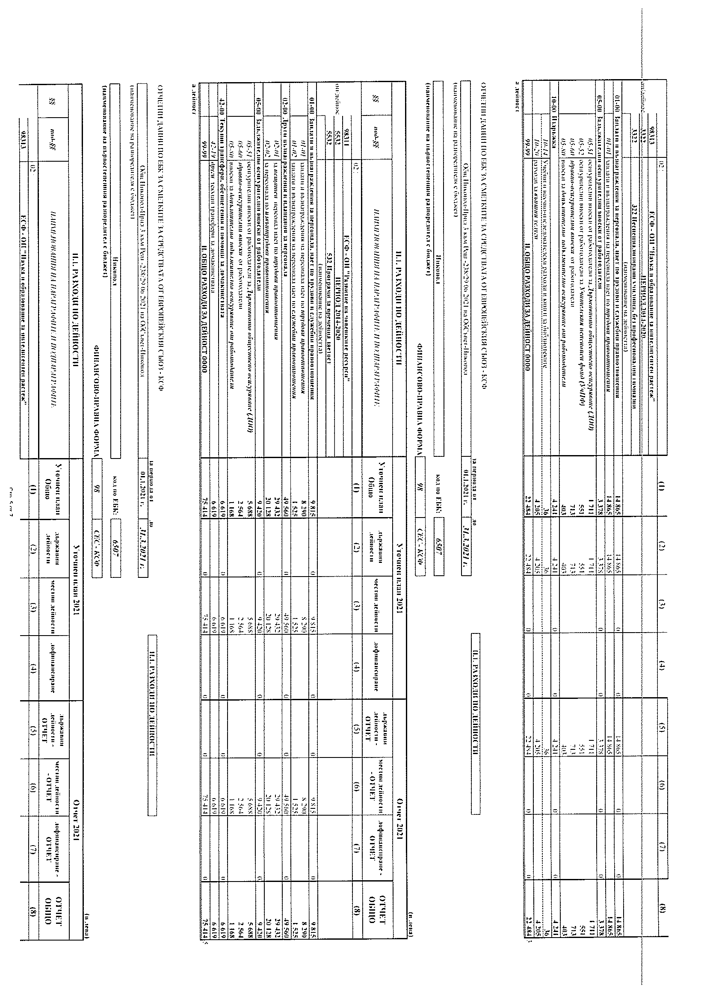 02 (1) (2) (3) (4) (5) (6) (7) (8)
98313 ЕСФ - ОП "Наука и образование за интелигентен растеж"
3322 ПЕРИОД 2014-2020
3322 322 Неспециализирани училища, без професионални гимназии
(наименование на дейността)
01-00 Заплати и възнаграждения за персонала, нает по трудови и служебни правоотношения 14 865 14 865 0 0 14 865 0 0 14 865
01-01 заплати и възнаграждения на персонала нает по трудови правоотношения 14 865 14 865 14 865 14 865
05-00 Задължителни осигурителни вноски от работодатели 3 378 3 378 0 0 3 378 0 0 3 378
05-51 осигурителни вноски от работодатели за Държавното обществено осигуряване (ДОО) 1 711 1 711 1 711 1 711
05-52 осигурителни вноски от работодатели за Учителския пенсионен фонд (УчПФ) 551 551 551 551
05-60 здравно-осигурителни вноски от работодатели 713 713 713 713
05-80 вноски за допълнително задължително осигуряване от работодатели 403 403 403 403
10-00 Издръжка 4 241 4 241 0 0 4 241 0 0 4 241
10-14 Учебни и научно-изследователски разходи и книги за библиотеките 36 36 36 36
10-20 разходи за външни услуги 4 205 4 205 4 205 4 205
99-99 II. ОБЩО РАЗХОДИ ЗА ДЕЙНОСТ 0000 22 484 22 484 0 0 22 484 0 0 22 484
а дейност
ОТЧЕТНИ ДАННИ ПО ЕБК ЗА СМЕТКИТЕ ЗА СРЕДСТВАТА ОТ ЕВРОПЕЙСКИЯ СЪЮЗ - КСФ
за периода от до II.1. РАЗХОДИ ПО ДЕЙНОСТИ
Общ Никопол-Прил 3 към Реш -238/29 06 2021 на ОбСъвет-Никопол 01.1.2021 г. 31.3.2021 г.
(наименование на разпоредителя с бюджет)
Никопол код по ЕБК: 6507
(наименование на първостепенния разпоредител с бюджет)
ФИНАНСОВО-ПРАВНА ФОРМА 98 СЕС - КСФ
(в лева)
II.1. РАЗХОДИ ПО ДЕЙНОСТИ Уточнен план 2021 Отчет 2021
§§ под-§§ НАИМЕНОВАНИЯ НА ПАРАГРАФИТЕ И ПОДПАРАГРАФИТЕ Уточнен план Общо държавни дейности местни дейности дофинансиране държавни дейности - ОТЧЕТ местни дейности - ОТЧЕТ дофинансиране - ОТЧЕТ ОТЧЕТ ОБЩО
02 (1) (2) (3) (4) (5) (6) (7) (8)
98311 ЕСФ - ОП "Развитие на човешките ресурси"
5532 ПЕРИОД 2014-2020
5532 532 Програми за временна заетост
(наименование на дейността)
01-00 Заплати и възнаграждения за персонала, нает по трудови и служебни правоотношения 9 815 0 9 815 0 0 9 815 0 9 815
01-01 заплати и възнаграждения на персонала нает по трудови правоотношения 8 290 8 290 8 290 8 290
01-02 заплати и възнаграждения на персонала нает по служебни правоотношения 1 525 1 525 1 525 1 525
02-00 Други възнаграждения и плащания за персонала 49 560 0 49 560 0 0 49 560 0 49 560
02-01 за нещатен персонал нает по трудови правоотношения 29 432 29 432 29 432 29 432
02-02 за персонала по извънтрудови правоотношения 20 128 20 128 20 128 20 128
05-00 Задължителни осигурителни вноски от работодатели 9 420 0 9 420 0 0 9 420 0 9 420
05-51 осигурителни вноски от работодатели за Държавното обществено осигуряване (ДОО) 5 688 5 688 5 688 5 688
05-60 здравно-осигурителни вноски от работодатели 2 564 2 564 2 564 2 564
05-80 вноски за допълнително задължително осигуряване от работодатели 1 168 1 168 1 168 1 168
42-00 Текущи трансфери, обезщетения и помощи за домакинствата 6 619 0 6 619 0 0 6 619 0 6 619
42-19 други текущи трансфери за домакинствата 6 619 6 619 6 619 6 619
99-99 II. ОБЩО РАЗХОДИ ЗА ДЕЙНОСТ 0000 75 414 0 75 414 0 0 75 414 0 75 414
а дейност
ОТЧЕТНИ ДАННИ ПО ЕБК ЗА СМЕТКИТЕ ЗА СРЕДСТВАТА ОТ ЕВРОПЕЙСКИЯ СЪЮЗ - КСФ
за периода от до II.1. РАЗХОДИ ПО ДЕЙНОСТИ
Общ Никопол-Прил 3 към Реш -238/29 06 2021 на ОбСъвет-Никопол 01.1.2021 г. 31.3.2021 г.
(наименование на разпоредителя с бюджет)
Никопол код по ЕБК: 6507
(наименование на първостепенния разпоредител с бюджет)
ФИНАНСОВО-ПРАВНА ФОРМА 98 СЕС - КСФ
(в лева)
II.1. РАЗХОДИ ПО ДЕЙНОСТИ Уточнен план 2021 Отчет 2021
§§ под-§§ НАИМЕНОВАНИЯ НА ПАРАГРАФИТЕ И ПОДПАРАГРАФИТЕ Уточнен план Общо държавни дейности местни дейности дофинансиране държавни дейности - ОТЧЕТ местни дейности - ОТЧЕТ дофинансиране - ОТЧЕТ ОТЧЕТ ОБЩО
02 (1) (2) (3) (4) (5) (6) (7) (8)
98313 ЕСФ - ОП "Наука и образование за интелигентен растеж"